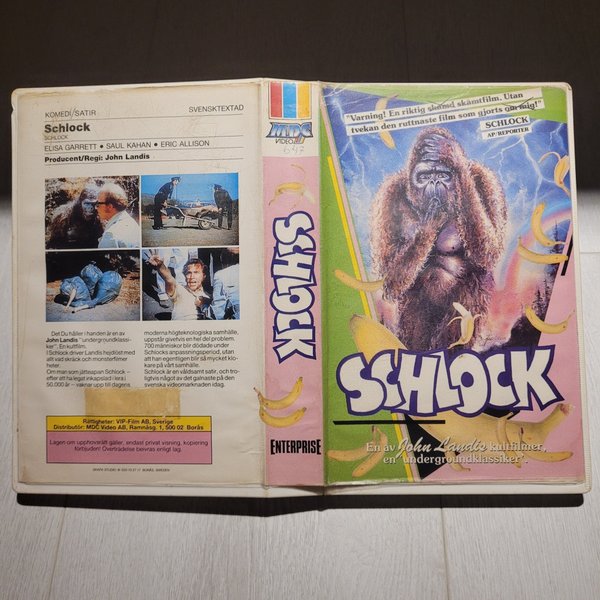 KOMEDI/SATIR SVENSKTEXTAD
Schlock
SCHLOCK
ELISA GARRETT • SAUL KAHAN • ERIC ALLISON
Producent/Regi: John Landis
Det Du håller i handen är en av
John Landis "undergroundklassi-
ker". En kultfilm.
I Schlock driver Landis hejdlöst med
allt vad skräck och monsterfilmer
heter.
Om man som jätteapan Schlock -
efter att ha legat inkapslad i is i
50.000 år - vaknar upp till dagens
moderna högteknologiska samhälle,
uppstår givetvis en hel del problem.
700 människor blir dödade under
Schlocks anpassningsperiod, utan
att han egentligen blir så mycket klo-
kare på vårt samhälle.
Schlock är en våldsamt satir, och tro-
ligtvis något av det galnaste på den
svenska videomarknaden idag.
Rättigheter: VIP-Film AB, Sverige
Distributör: MDC Video AB, Ramnåsg. 1, 500 02 Borås
Lagen om upphovsrätt gäller, endast privat visning, kopiering
förbjuden! Överträdelse beivras enligt lag.
MDC
VIDEO
647
SCHLOCK
ENTERPRISE
"Varning! En riktig skämd skämtfilm. Utan
tvekan den ruttnaste film som gjorts om mig!"
SCHLOCK
AP/REPORTER
SCHLOCK
En av John Landis kultfilmer,
en "undergroundklassiker".